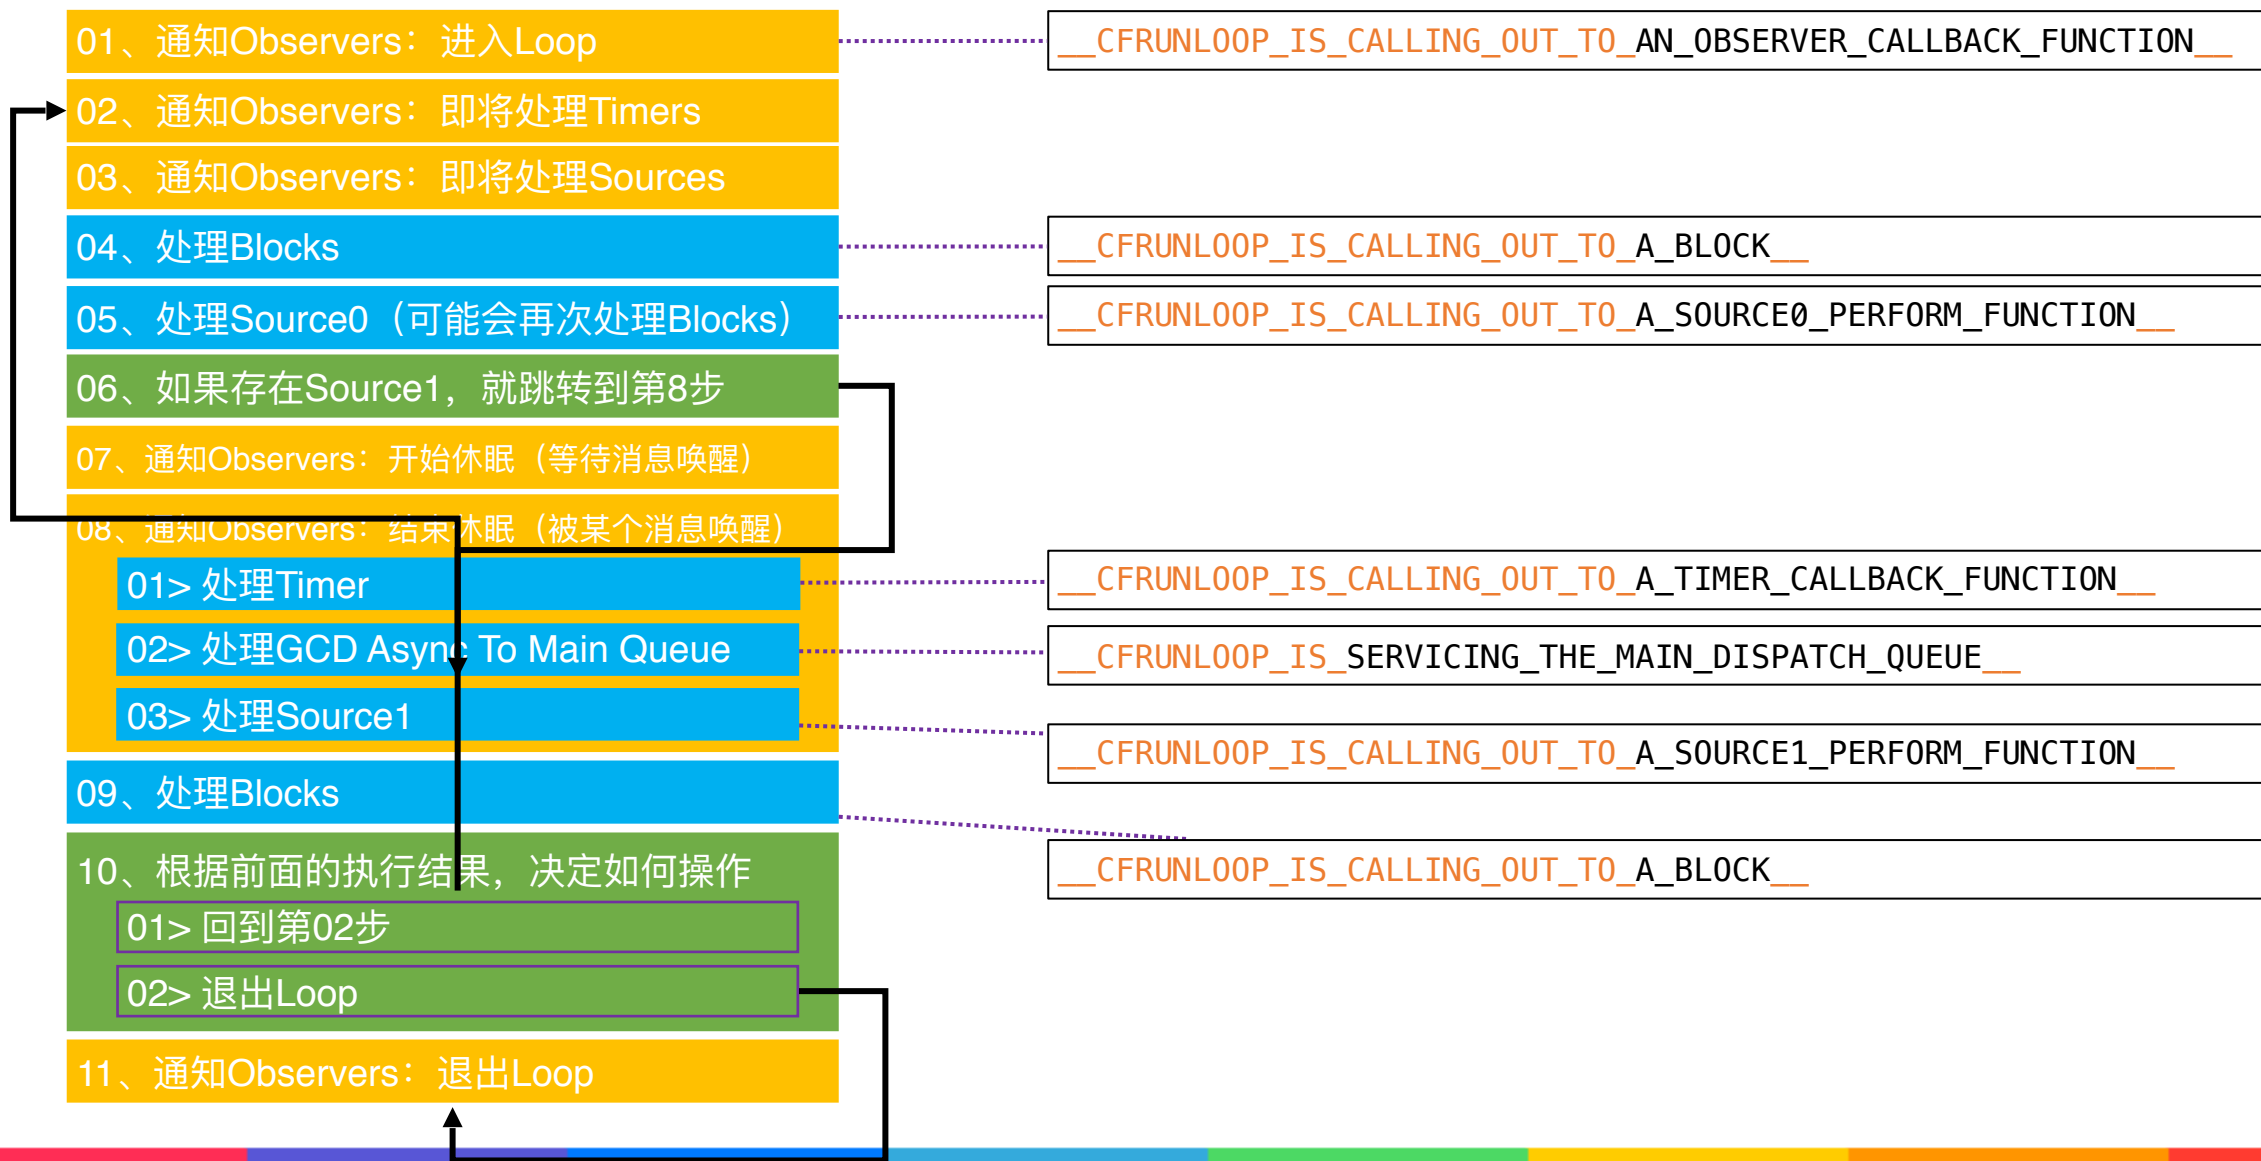 01、通知Observers：进入Loop
__CFRUNLOOP_IS_CALLING_OUT_TO_AN_OBSERVER_CALLBACK_FUNCTION__
02、通知Observers：即将处理Timers
03、通知Observers：即将处理Sources
04、处理Blocks
__CFRUNLOOP_IS_CALLING_OUT_TO_A_BLOCK__
05、处理Source0（可能会再次处理Blocks）
__CFRUNLOOP_IS_CALLING_OUT_TO_A_SOURCE0_PERFORM_FUNCTION__
06、如果存在Source1，就跳转到第8步
07、通知Observers：开始休眠（等待消息唤醒）
08、通知Observers：结束休眠（被某个消息唤醒）
01> 处理Timer
__CFRUNLOOP_IS_CALLING_OUT_TO_A_TIMER_CALLBACK_FUNCTION__
02> 处理GCD Async To Main Queue
__CFRUNLOOP_IS_SERVICING_THE_MAIN_DISPATCH_QUEUE__
03> 处理Source1
__CFRUNLOOP_IS_CALLING_OUT_TO_A_SOURCE1_PERFORM_FUNCTION__
09、处理Blocks
__CFRUNLOOP_IS_CALLING_OUT_TO_A_BLOCK__
10、根据前面的执行结果，决定如何操作
01> 回到第02步
02> 退出Loop
11、通知Observers：退出Loop